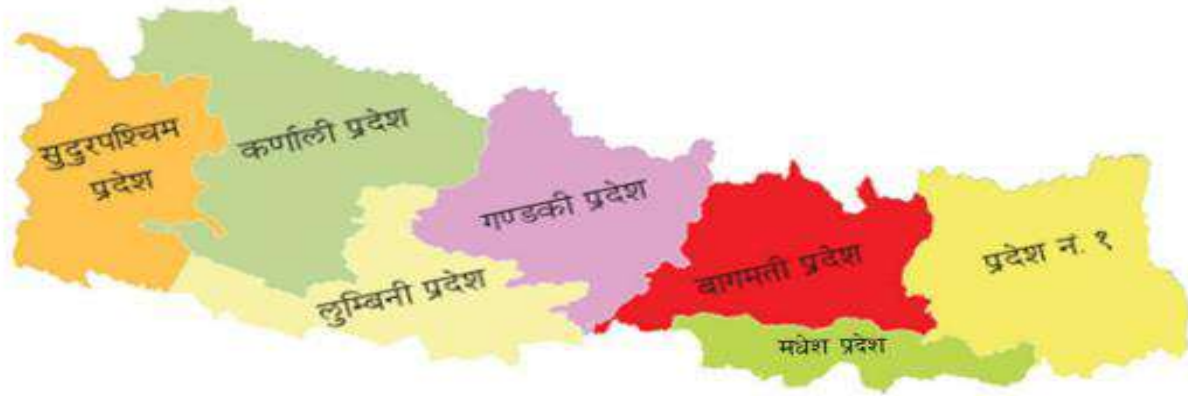 सुदुरपश्चिम
प्रदेश
कर्णाली प्रदेश
गण्डकी प्रदेश
लुम्बिनी प्रदेश
बागमती प्रदेश
मधेश प्रदेश
प्रदेश नं. १